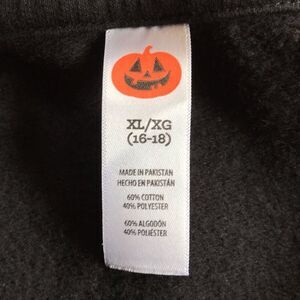 XL/XG
(16-18)
MADE IN PAKISTAN
HECHO EN PAKISTÁN
60% COTTON
40% POLYESTER
60% ALGODÓN
40% POLIÉSTER